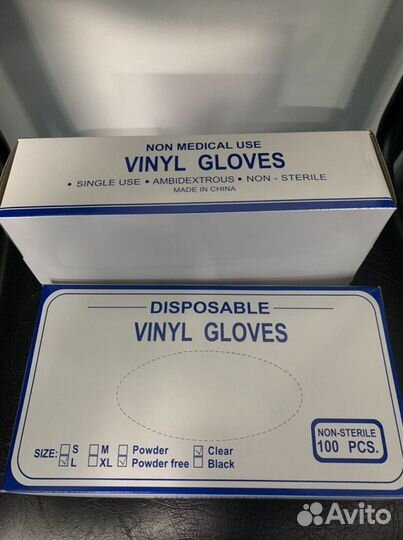 NON MEDICAL USE
VINYL GLOVES
• SINGLE USE • AMBIDEXTROUS • NON - STERILE
MADE IN CHINA
DISPOSABLE
VINYL GLOVES
NON-STERILE
100 PCS.
SIZE: ☐ S ☐ M ☐ Powder ☑ Clear
☑ L ☐ XL ☑ Powder free ☐ Black
Avito